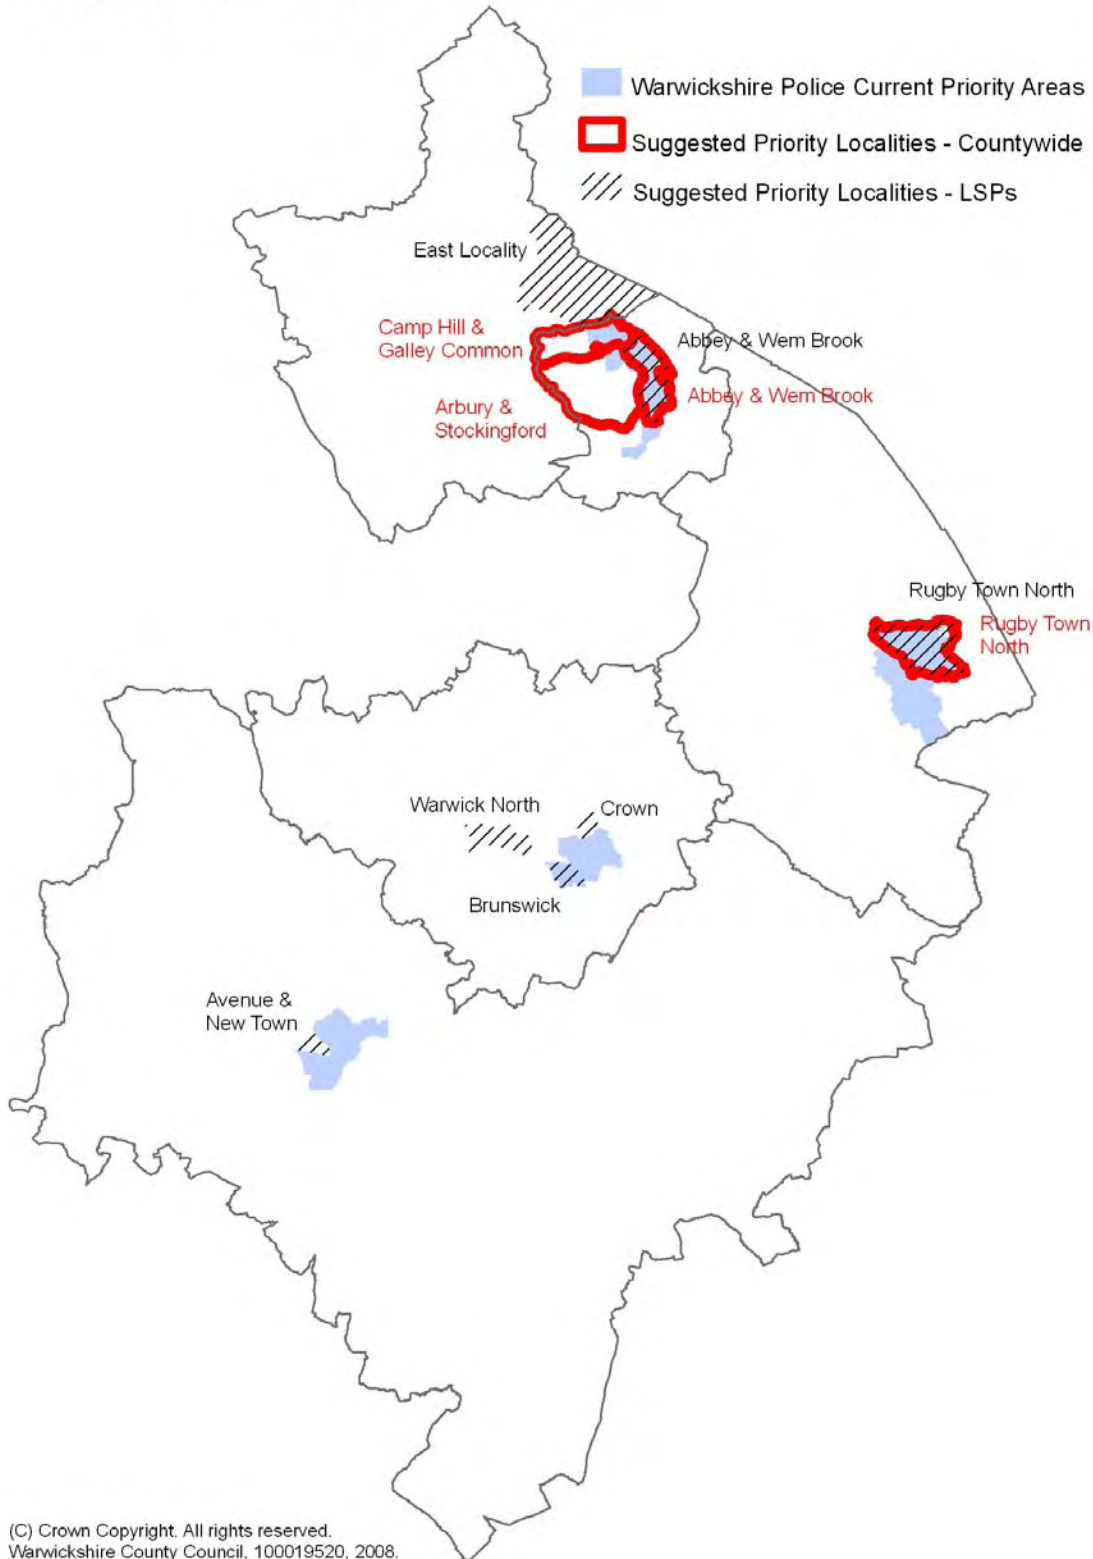 Warwickshire Police Current Priority Areas
Suggested Priority Localities - Countywide
Suggested Priority Localities - LSPs
East Locality
Camp Hill &
Galley Common
Abbey & Wem Brook
Abbey & Wem Brook
Arbury &
Stockingford
Rugby Town North
Rugby Town
North
Warwick North
Crown
Brunswick
Avenue &
New Town
(C) Crown Copyright. All rights reserved.
Warwickshire County Council, 100019520, 2008.